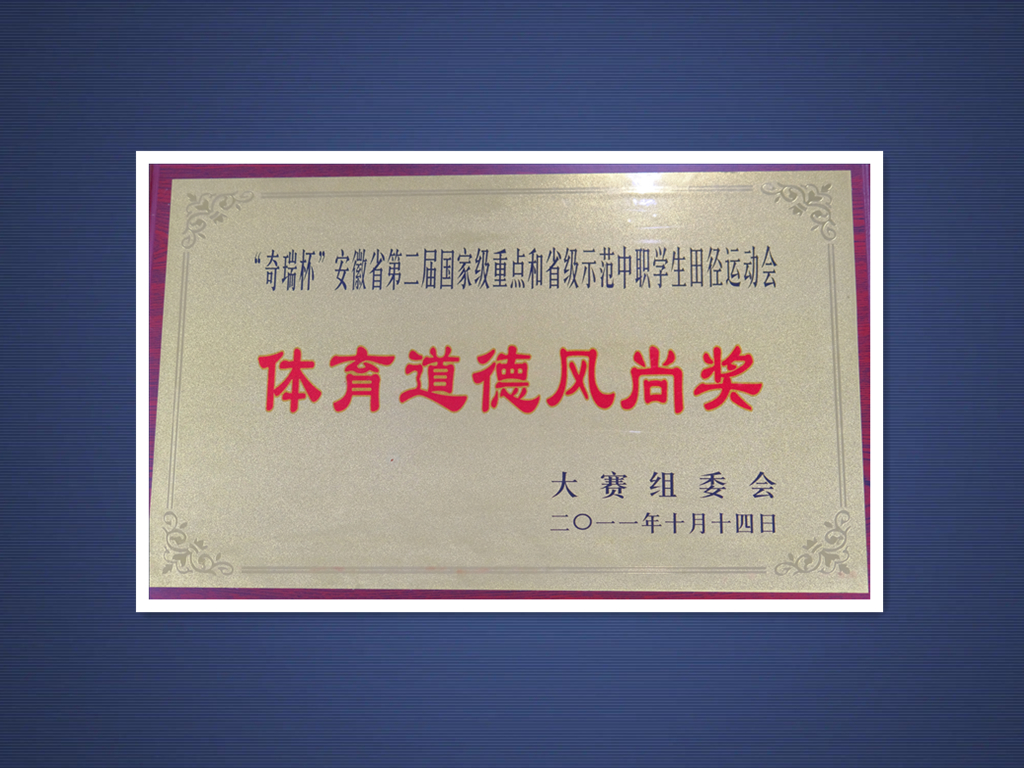 “奇瑞杯”安徽省第二届国家级重点和省级示范中职学生田径运动会
体育道德风尚奖
大赛组委会
二〇一一年十月十四日